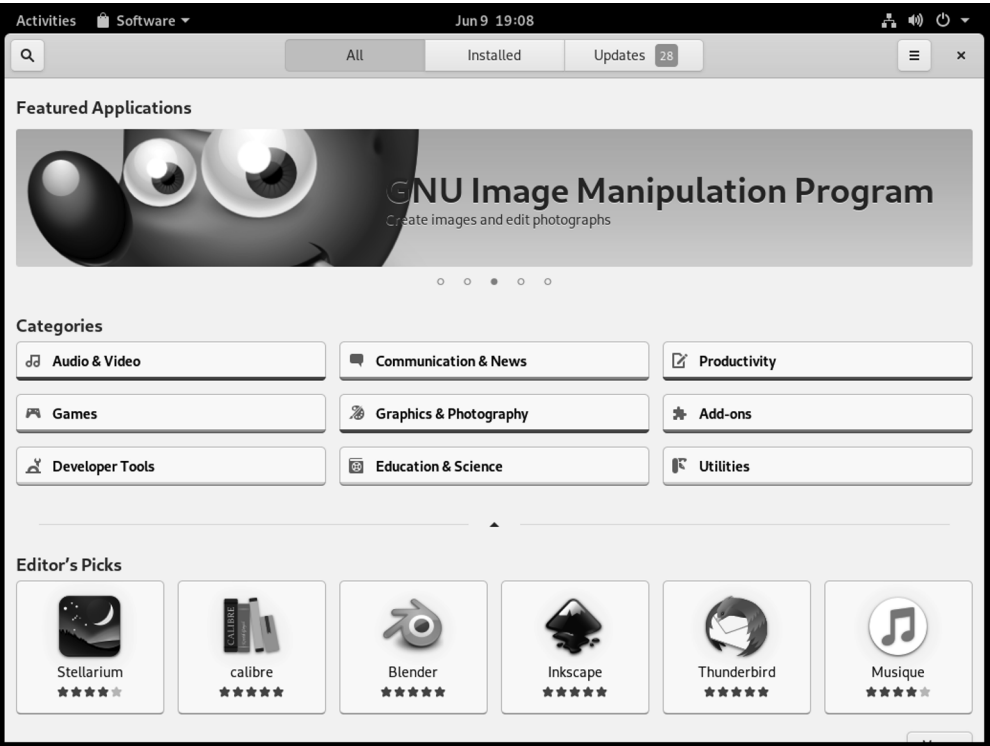 Activities Software Jun 9 19:08
All Installed Updates 28
Featured Applications
GNU Image Manipulation Program
Create images and edit photographs
Categories
Audio & Video Communication & News Productivity
Games Graphics & Photography Add-ons
Developer Tools Education & Science Utilities
Editor's Picks
CALIBRE
Stellarium calibre Blender Inkscape Thunderbird Musique